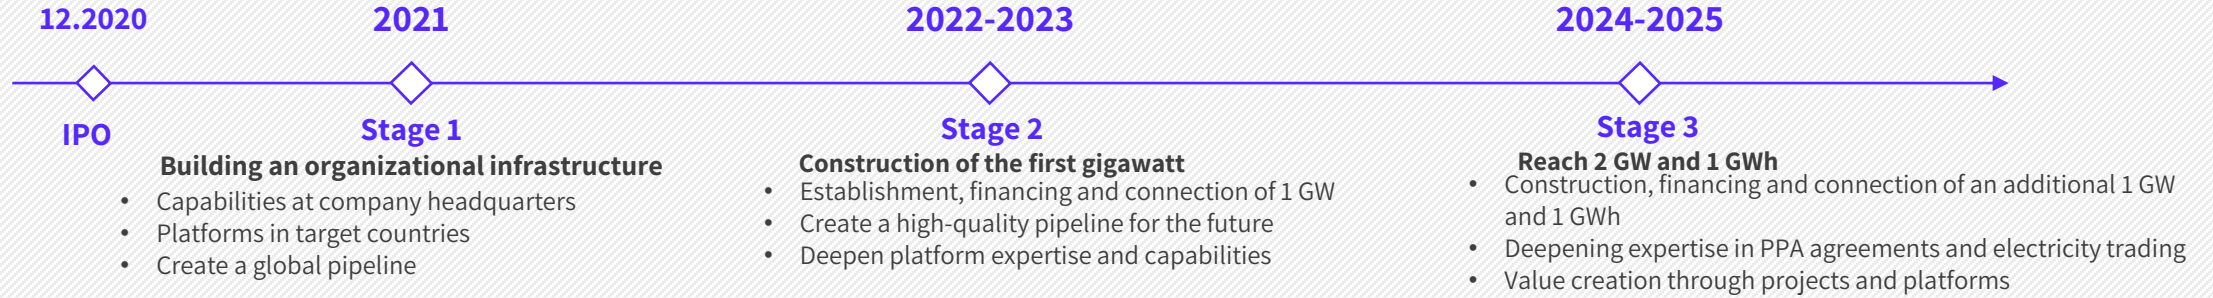 12.2020
2021
2022-2023
2024-2025
IPO
Stage 1
Building an organizational infrastructure
• Capabilities at company headquarters
• Platforms in target countries
• Create a global pipeline
Stage 2
Construction of the first gigawatt
• Establishment, financing and connection of 1 GW
• Create a high-quality pipeline for the future
• Deepen platform expertise and capabilities
Stage 3
Reach 2 GW and 1 GWh
• Construction, financing and connection of an additional 1 GW
and 1 GWh
• Deepening expertise in PPA agreements and electricity trading
• Value creation through projects and platforms